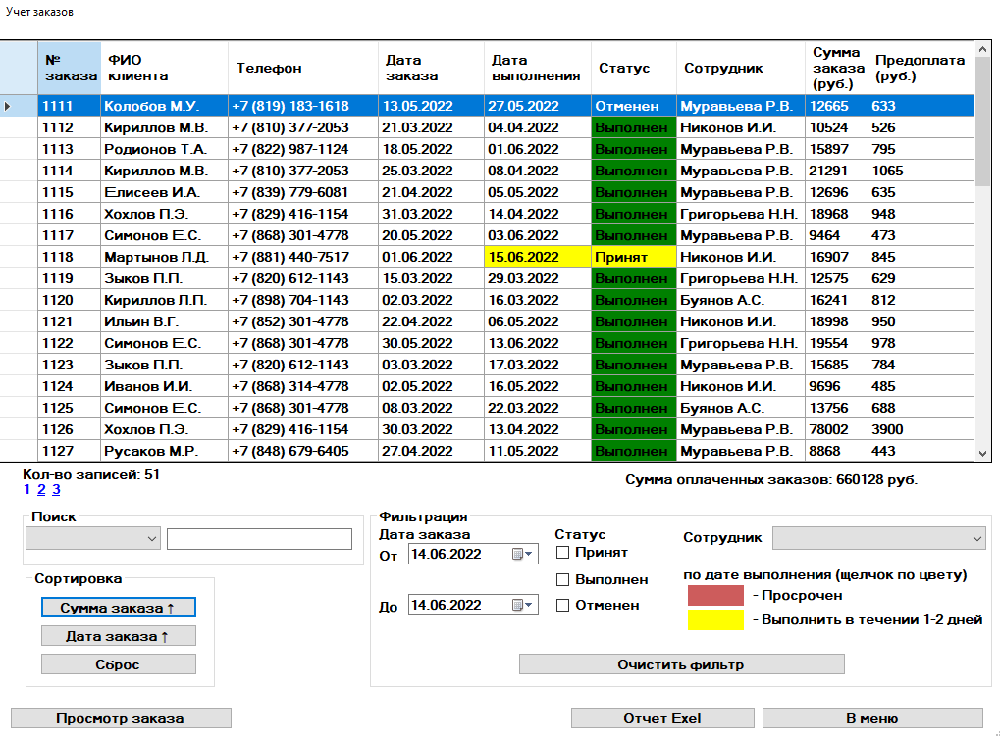 Учет заказов
№ заказа ФИО клиента Телефон Дата заказа Дата выполнения Статус Сотрудник Сумма заказа (руб.) Предоплата (руб.)
1111 Колобов М.У. +7 (819) 183-1618 13.05.2022 27.05.2022 Отменен Муравьева Р.В. 12665 633
1112 Кириллов М.В. +7 (810) 377-2053 21.03.2022 04.04.2022 Выполнен Никонов И.И. 10524 526
1113 Родионов Т.А. +7 (822) 987-1124 18.05.2022 01.06.2022 Выполнен Муравьева Р.В. 15897 795
1114 Кириллов М.В. +7 (810) 377-2053 25.03.2022 08.04.2022 Выполнен Муравьева Р.В. 21291 1065
1115 Елисеев И.А. +7 (839) 779-6081 21.04.2022 05.05.2022 Выполнен Муравьева Р.В. 12696 635
1116 Хохлов П.Э. +7 (829) 416-1154 31.03.2022 14.04.2022 Выполнен Григорьева Н.Н. 18968 948
1117 Симонов Е.С. +7 (868) 301-4778 20.05.2022 03.06.2022 Выполнен Муравьева Р.В. 9464 473
1118 Мартынов Л.Д. +7 (881) 440-7517 01.06.2022 15.06.2022 Принят Никонов И.И. 16907 845
1119 Зыков П.П. +7 (820) 612-1143 15.03.2022 29.03.2022 Выполнен Григорьева Н.Н. 12575 629
1120 Кириллов П.П. +7 (898) 704-1143 02.03.2022 16.03.2022 Выполнен Буянов А.С. 16241 812
1121 Ильин В.Г. +7 (852) 301-4778 22.04.2022 06.05.2022 Выполнен Никонов И.И. 18998 950
1122 Симонов Е.С. +7 (868) 301-4778 30.05.2022 13.06.2022 Выполнен Григорьева Н.Н. 19554 978
1123 Зыков П.П. +7 (820) 612-1143 03.03.2022 17.03.2022 Выполнен Муравьева Р.В. 15685 784
1124 Иванов И.И. +7 (868) 314-4778 02.05.2022 16.05.2022 Выполнен Никонов И.И. 9696 485
1125 Симонов Е.С. +7 (868) 301-4778 08.03.2022 22.03.2022 Выполнен Буянов А.С. 13756 688
1126 Хохлов П.Э. +7 (829) 416-1154 30.03.2022 13.04.2022 Выполнен Муравьева Р.В. 78002 3900
1127 Русаков М.Р. +7 (848) 679-6405 27.04.2022 11.05.2022 Выполнен Муравьева Р.В. 8868 443
Кол-во записей: 51
1 2 3
Сумма оплаченных заказов: 660128 руб.
Поиск
Сортировка
Сумма заказа ↑
Дата заказа ↑
Сброс
Фильтрация
Дата заказа
От 14.06.2022
До 14.06.2022
Статус
Принят
Выполнен
Отменен
Сотрудник
по дате выполнения (щелчок по цвету)
- Просрочен
- Выполнить в течении 1-2 дней
Очистить фильтр
Просмотр заказа
Отчет Exel
В меню